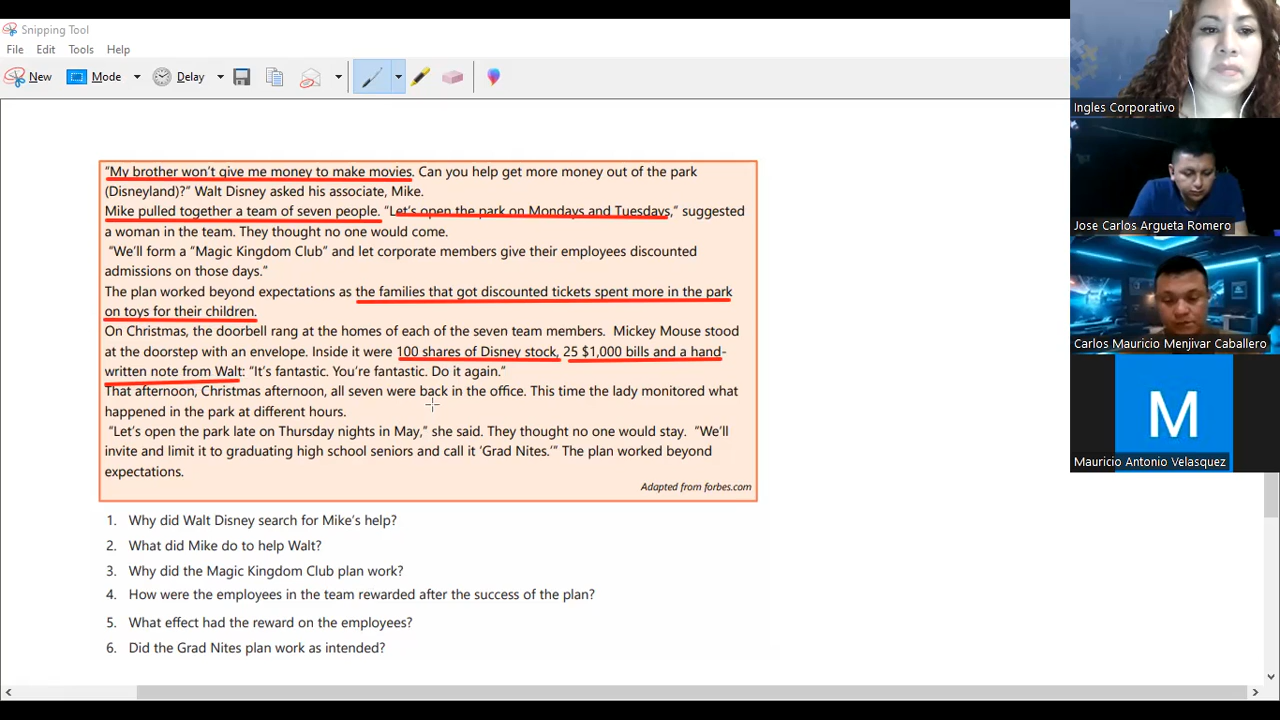 Snipping Tool
File Edit Tools Help
New Mode Delay
"My brother won't give me money to make movies. Can you help get more money out of the park
(Disneyland)?" Walt Disney asked his associate, Mike.
Mike pulled together a team of seven people. "Let's open the park on Mondays and Tuesdays," suggested
a woman in the team. They thought no one would come.
"We'll form a "Magic Kingdom Club" and let corporate members give their employees discounted
admissions on those days."
The plan worked beyond expectations as the families that got discounted tickets spent more in the park
on toys for their children.
On Christmas, the doorbell rang at the homes of each of the seven team members. Mickey Mouse stood
at the doorstep with an envelope. Inside it were 100 shares of Disney stock, 25 $1,000 bills and a hand-
written note from Walt: "It's fantastic. You're fantastic. Do it again."
That afternoon, Christmas afternoon, all seven were back in the office. This time the lady monitored what
happened in the park at different hours.
"Let's open the park late on Thursday nights in May," she said. They thought no one would stay. "We'll
invite and limit it to graduating high school seniors and call it 'Grad Nites.'" The plan worked beyond
expectations.
Adapted from forbes.com
1. Why did Walt Disney search for Mike's help?
2. What did Mike do to help Walt?
3. Why did the Magic Kingdom Club plan work?
4. How were the employees in the team rewarded after the success of the plan?
5. What effect had the reward on the employees?
6. Did the Grad Nites plan work as intended?
Ingles Corporativo
Jose Carlos Argueta Romero
Carlos Mauricio Menjivar Caballero
M
Mauricio Antonio Velasquez